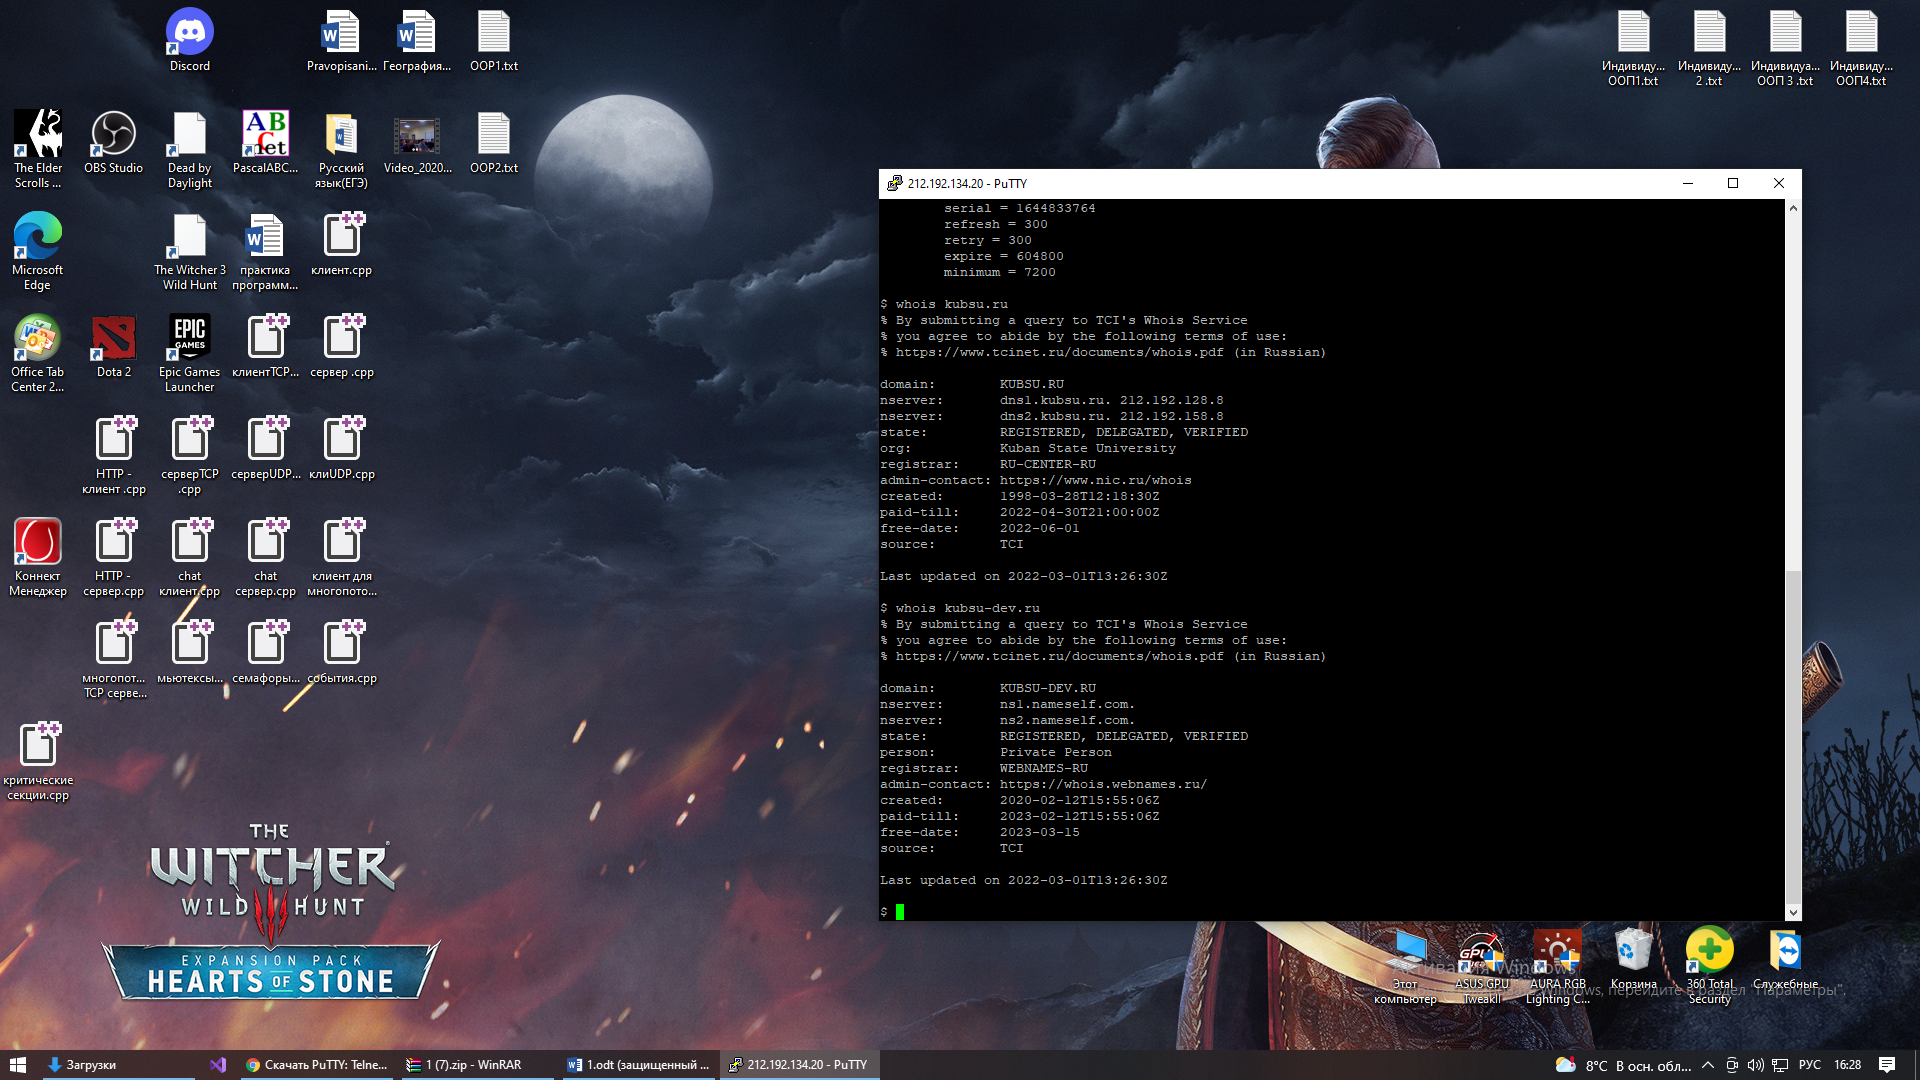 Discord
Pravopisani...
География...
OOP1.txt
Индивиду...
ООП1.txt
Индивиду...
2 .txt
Индивидуа...
ООП 3 .txt
Индивиду...
ООП4.txt
The Elder
Scrolls ...
OBS Studio
Dead by
Daylight
PascalABC...
Русский
язык(ЕГЭ)
Video_2020...
OOP2.txt
Microsoft
Edge
The Witcher 3
Wild Hunt
практика
программ...
клиент.cpp
Office Tab
Center 2...
Dota 2
EPIC
GAMES
Epic Games
Launcher
клиентTCP...
сервер .cpp
HTTP -
клиент .cpp
серверTCP
.cpp
серверUDP...
клиUDP.cpp
Коннект
Менеджер
HTTP -
сервер.cpp
chat
клиент.cpp
chat
сервер.cpp
клиент для
многопото...
многопот...
TCP серве...
мьютексы...
семафоры...
события.cpp
критические
секции.cpp
THE
WITCHER
WILD HUNT
EXPANSION PACK
HEARTS OF STONE
212.192.134.20 - PuTTY
serial = 1644833764
refresh = 300
retry = 300
expire = 604800
minimum = 7200
$ whois kubsu.ru
% By submitting a query to TCI's Whois Service
% you agree to abide by the following terms of use:
% https://www.tcinet.ru/documents/whois.pdf (in Russian)
domain: KUBSU.RU
nserver: dns1.kubsu.ru. 212.192.128.8
nserver: dns2.kubsu.ru. 212.192.158.8
state: REGISTERED, DELEGATED, VERIFIED
org: Kuban State University
registrar: RU-CENTER-RU
admin-contact: https://www.nic.ru/whois
created: 1998-03-28T12:18:30Z
paid-till: 2022-04-30T21:00:00Z
free-date: 2022-06-01
source: TCI
Last updated on 2022-03-01T13:26:30Z
$ whois kubsu-dev.ru
% By submitting a query to TCI's Whois Service
% you agree to abide by the following terms of use:
% https://www.tcinet.ru/documents/whois.pdf (in Russian)
domain: KUBSU-DEV.RU
nserver: ns1.nameself.com.
nserver: ns2.nameself.com.
state: REGISTERED, DELEGATED, VERIFIED
person: Private Person
registrar: WEBNAMES-RU
admin-contact: https://whois.webnames.ru/
created: 2020-02-12T15:55:06Z
paid-till: 2023-02-12T15:55:06Z
free-date: 2023-03-15
source: TCI
Last updated on 2022-03-01T13:26:30Z
$
Активация Windows
Windows, перейдите в раздел "Параметры".
Этот
компьютер
ASUS GPU
TweakII
AURA RGB
Lighting C...
Корзина
360 Total
Security
Служебные
Загрузки
Скачать PuTTY: Telne...
1 (7).zip - WinRAR
1.odt (защищенный ...
212.192.134.20 - PuTTY
8°C В осн. обл...
РУС
16:28